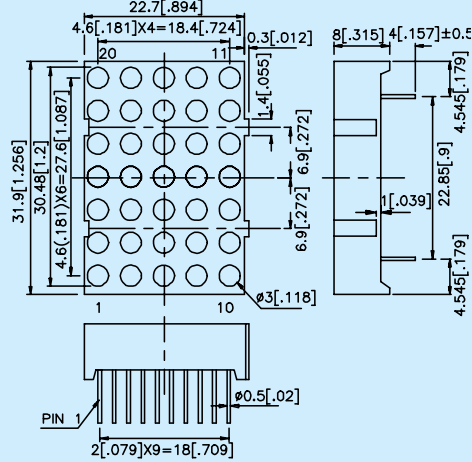 22.7[.894]
4.6[.181]X4=18.4[.724]
0.3[.012]
8[.315]
4[.157]±0.5
20
11
1.4[.055]
4.545[.179]
31.9[1.256]
30.48[1.2]
4.6(.181)X6=27.6[1.087]
6.9[.272]
6.9[.272]
22.85[.9]
1[.039]
4.545[.179]
ø3[.118]
1
10
ø0.5[.02]
PIN 1
2[.079]X9=18[.709]